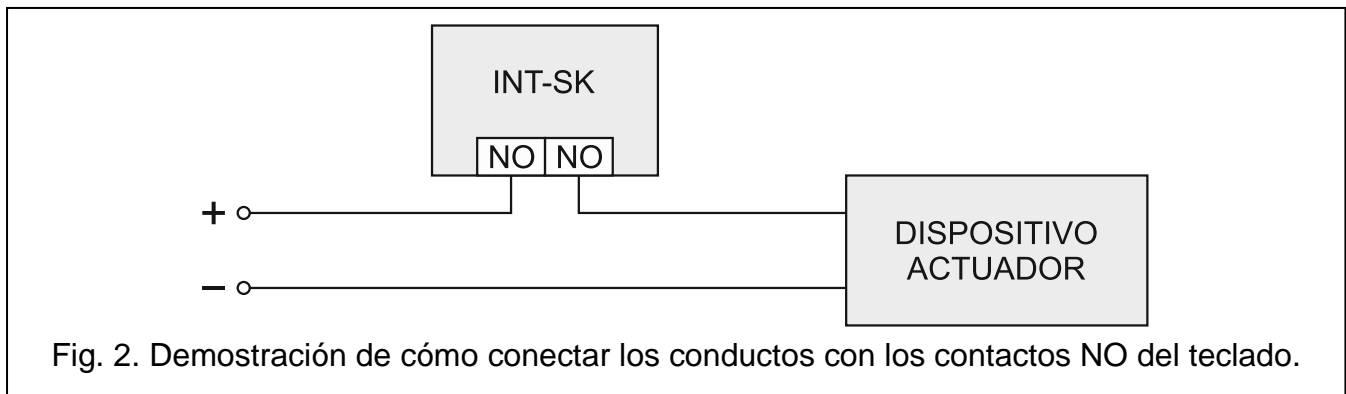 INT-SK
NO NO
+
DISPOSITIVO
ACTUADOR
–
Fig. 2. Demostración de cómo conectar los conductos con los contactos NO del teclado.